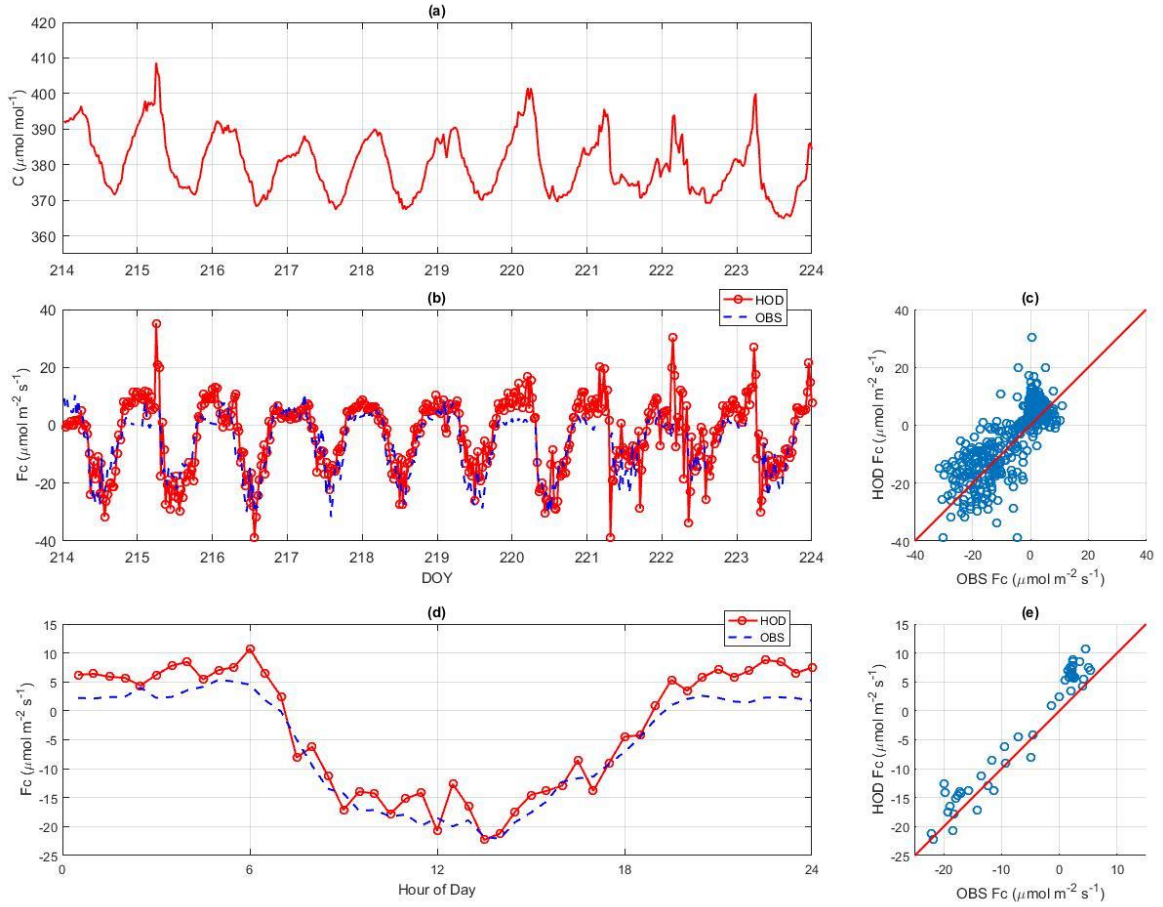 (a)
420
410
400
390
380
370
360
C (μmol mol⁻¹)
214 215 216 217 218 219 220 221 222 223 224
(b)
HOD
OBS
40
20
0
-20
-40
Fc (μmol m⁻² s⁻¹)
214 215 216 217 218 219 220 221 222 223 224
DOY
(c)
40
20
0
-20
-40
HOD Fc (μmol m⁻² s⁻¹)
-40 -20 0 20 40
OBS Fc (μmol m⁻² s⁻¹)
(d)
HOD
OBS
15
10
5
0
-5
-10
-15
-20
-25
Fc (μmol m⁻² s⁻¹)
0 6 12 18 24
Hour of Day
(e)
15
10
5
0
-5
-10
-15
-20
-25
HOD Fc (μmol m⁻² s⁻¹)
-20 -10 0 10
OBS Fc (μmol m⁻² s⁻¹)